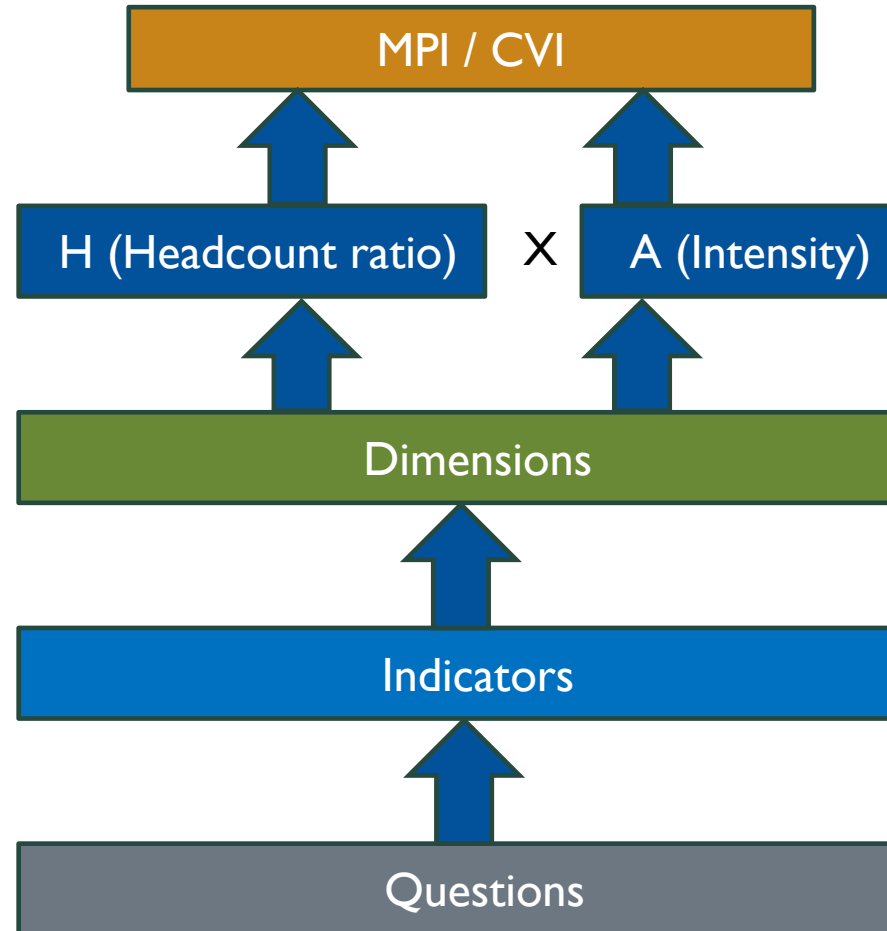 MPI / CVI
H (Headcount ratio) X A (Intensity)
Dimensions
Indicators
Questions